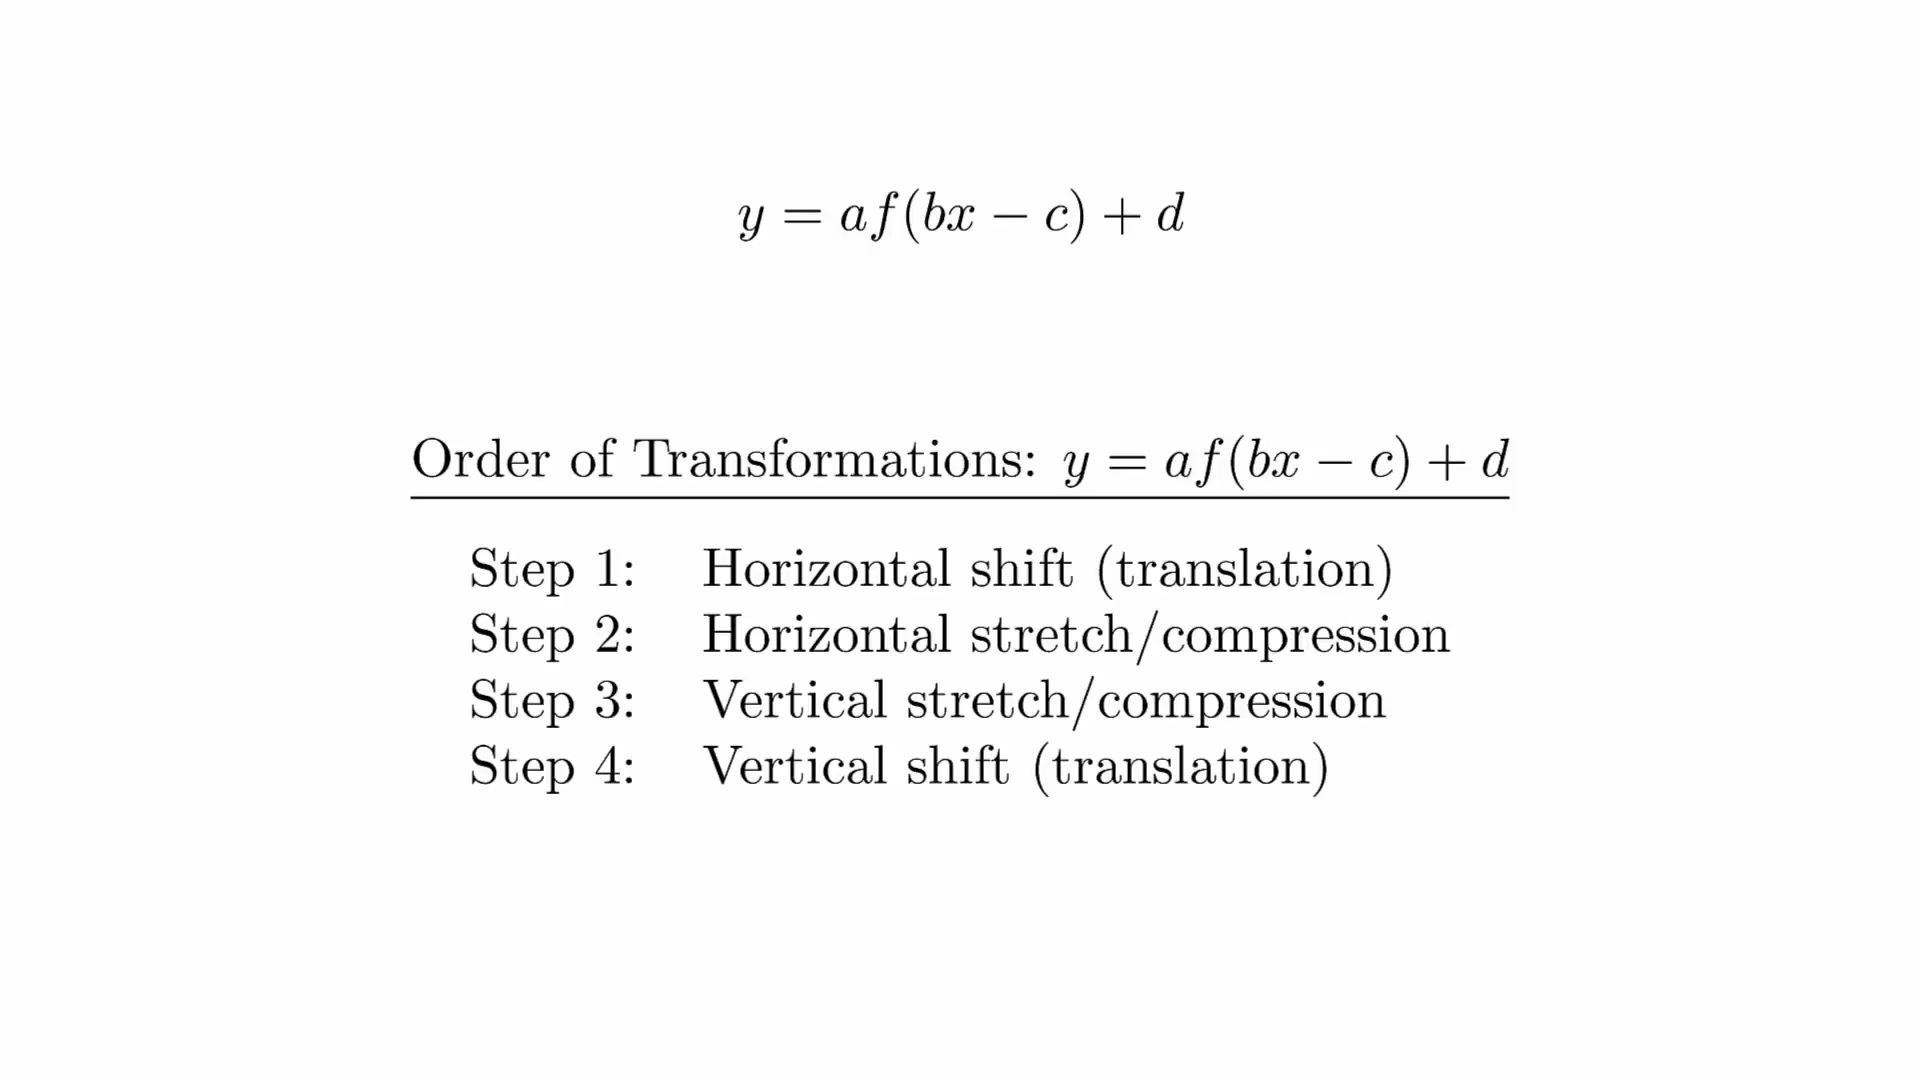 y = af(bx − c) + d
Order of Transformations: y = af(bx − c) + d
Step 1: Horizontal shift (translation)
Step 2: Horizontal stretch/compression
Step 3: Vertical stretch/compression
Step 4: Vertical shift (translation)